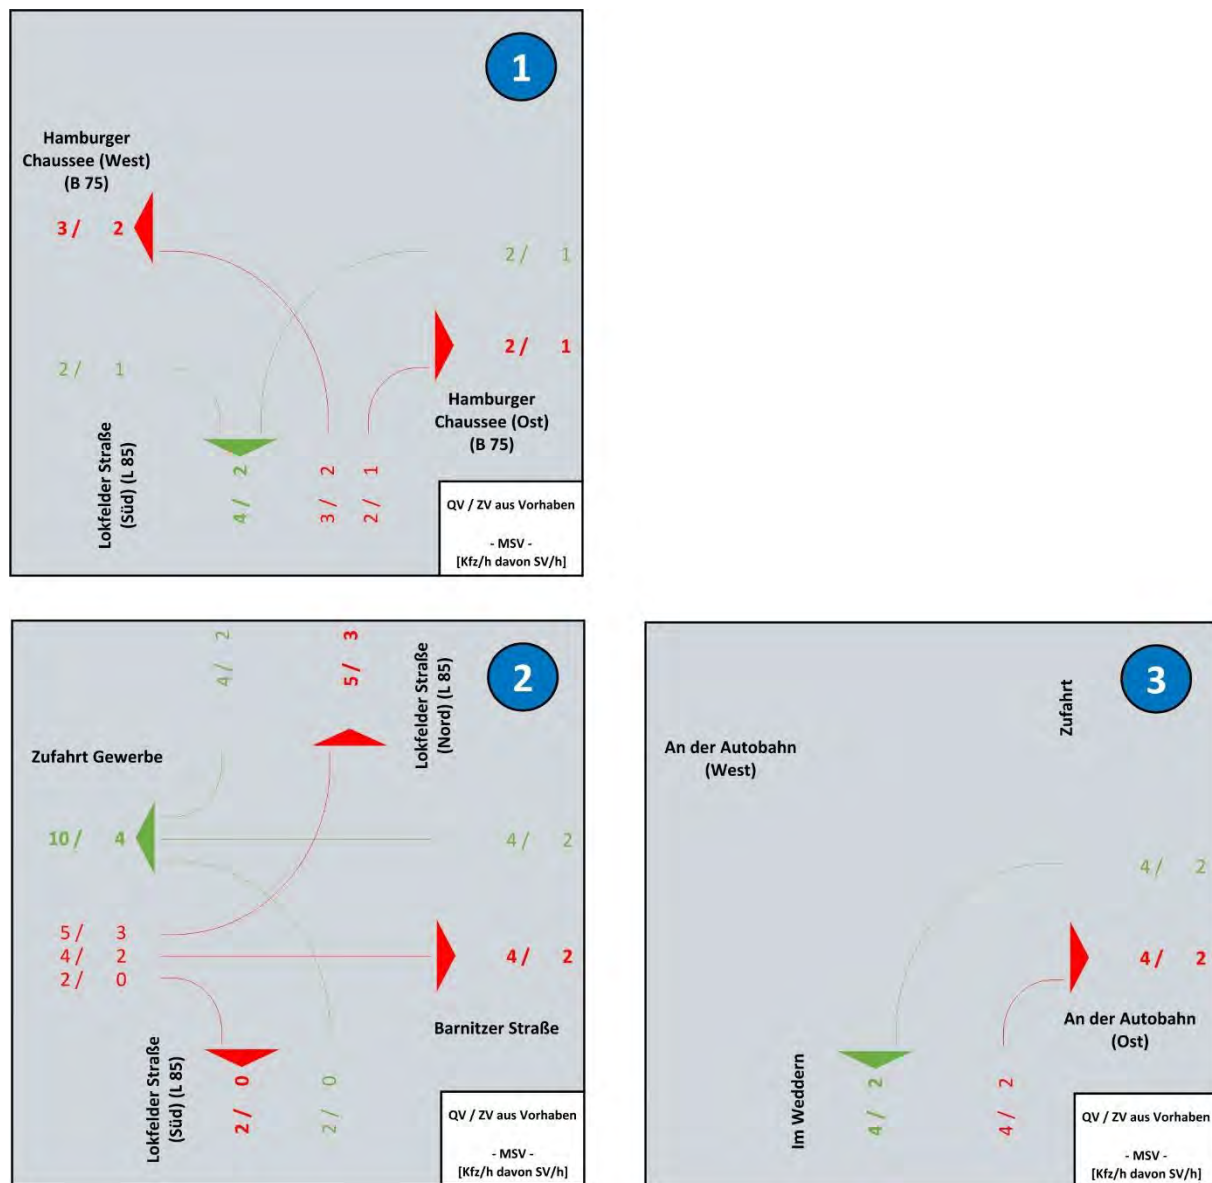 1
Hamburger
Chaussee (West)
(B 75)
3 / 2
2 / 1
2 / 1
2 / 1
Hamburger
Chaussee (Ost)
(B 75)
Lokfelder Straße
(Süd) (L 85)
4 / 2
3 / 2
2 / 1
QV / ZV aus Vorhaben
- MSV -
[Kfz/h davon SV/h]
2
4 / 2
5 / 3
Lokfelder Straße
(Nord) (L 85)
Zufahrt Gewerbe
10 / 4
4 / 2
5 / 3
4 / 2
2 / 0
4 / 2
Barnitzer Straße
Lokfelder Straße
(Süd) (L 85)
2 / 0
2 / 0
QV / ZV aus Vorhaben
- MSV -
[Kfz/h davon SV/h]
3
Zufahrt
An der Autobahn
(West)
4 / 2
4 / 2
An der Autobahn
(Ost)
Im Weddern
4 / 2
4 / 2
QV / ZV aus Vorhaben
- MSV -
[Kfz/h davon SV/h]